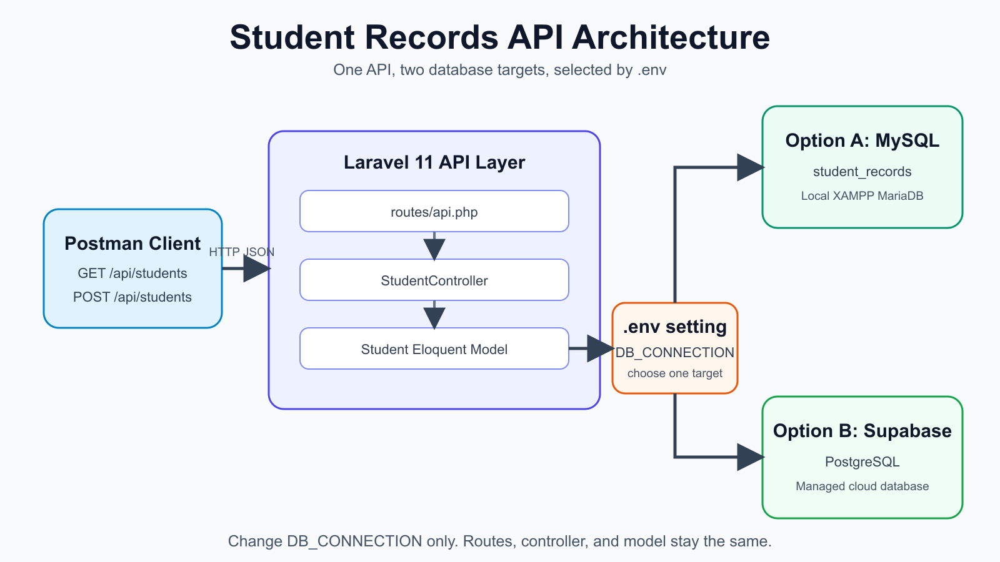 Student Records API Architecture
One API, two database targets, selected by .env
Postman Client
GET /api/students
POST /api/students
HTTP JSON
Laravel 11 API Layer
routes/api.php
StudentController
Student Eloquent Model
.env setting
DB_CONNECTION
choose one target
Option A: MySQL
student_records
Local XAMPP MariaDB
Option B: Supabase
PostgreSQL
Managed cloud database
Change DB_CONNECTION only. Routes, controller, and model stay the same.